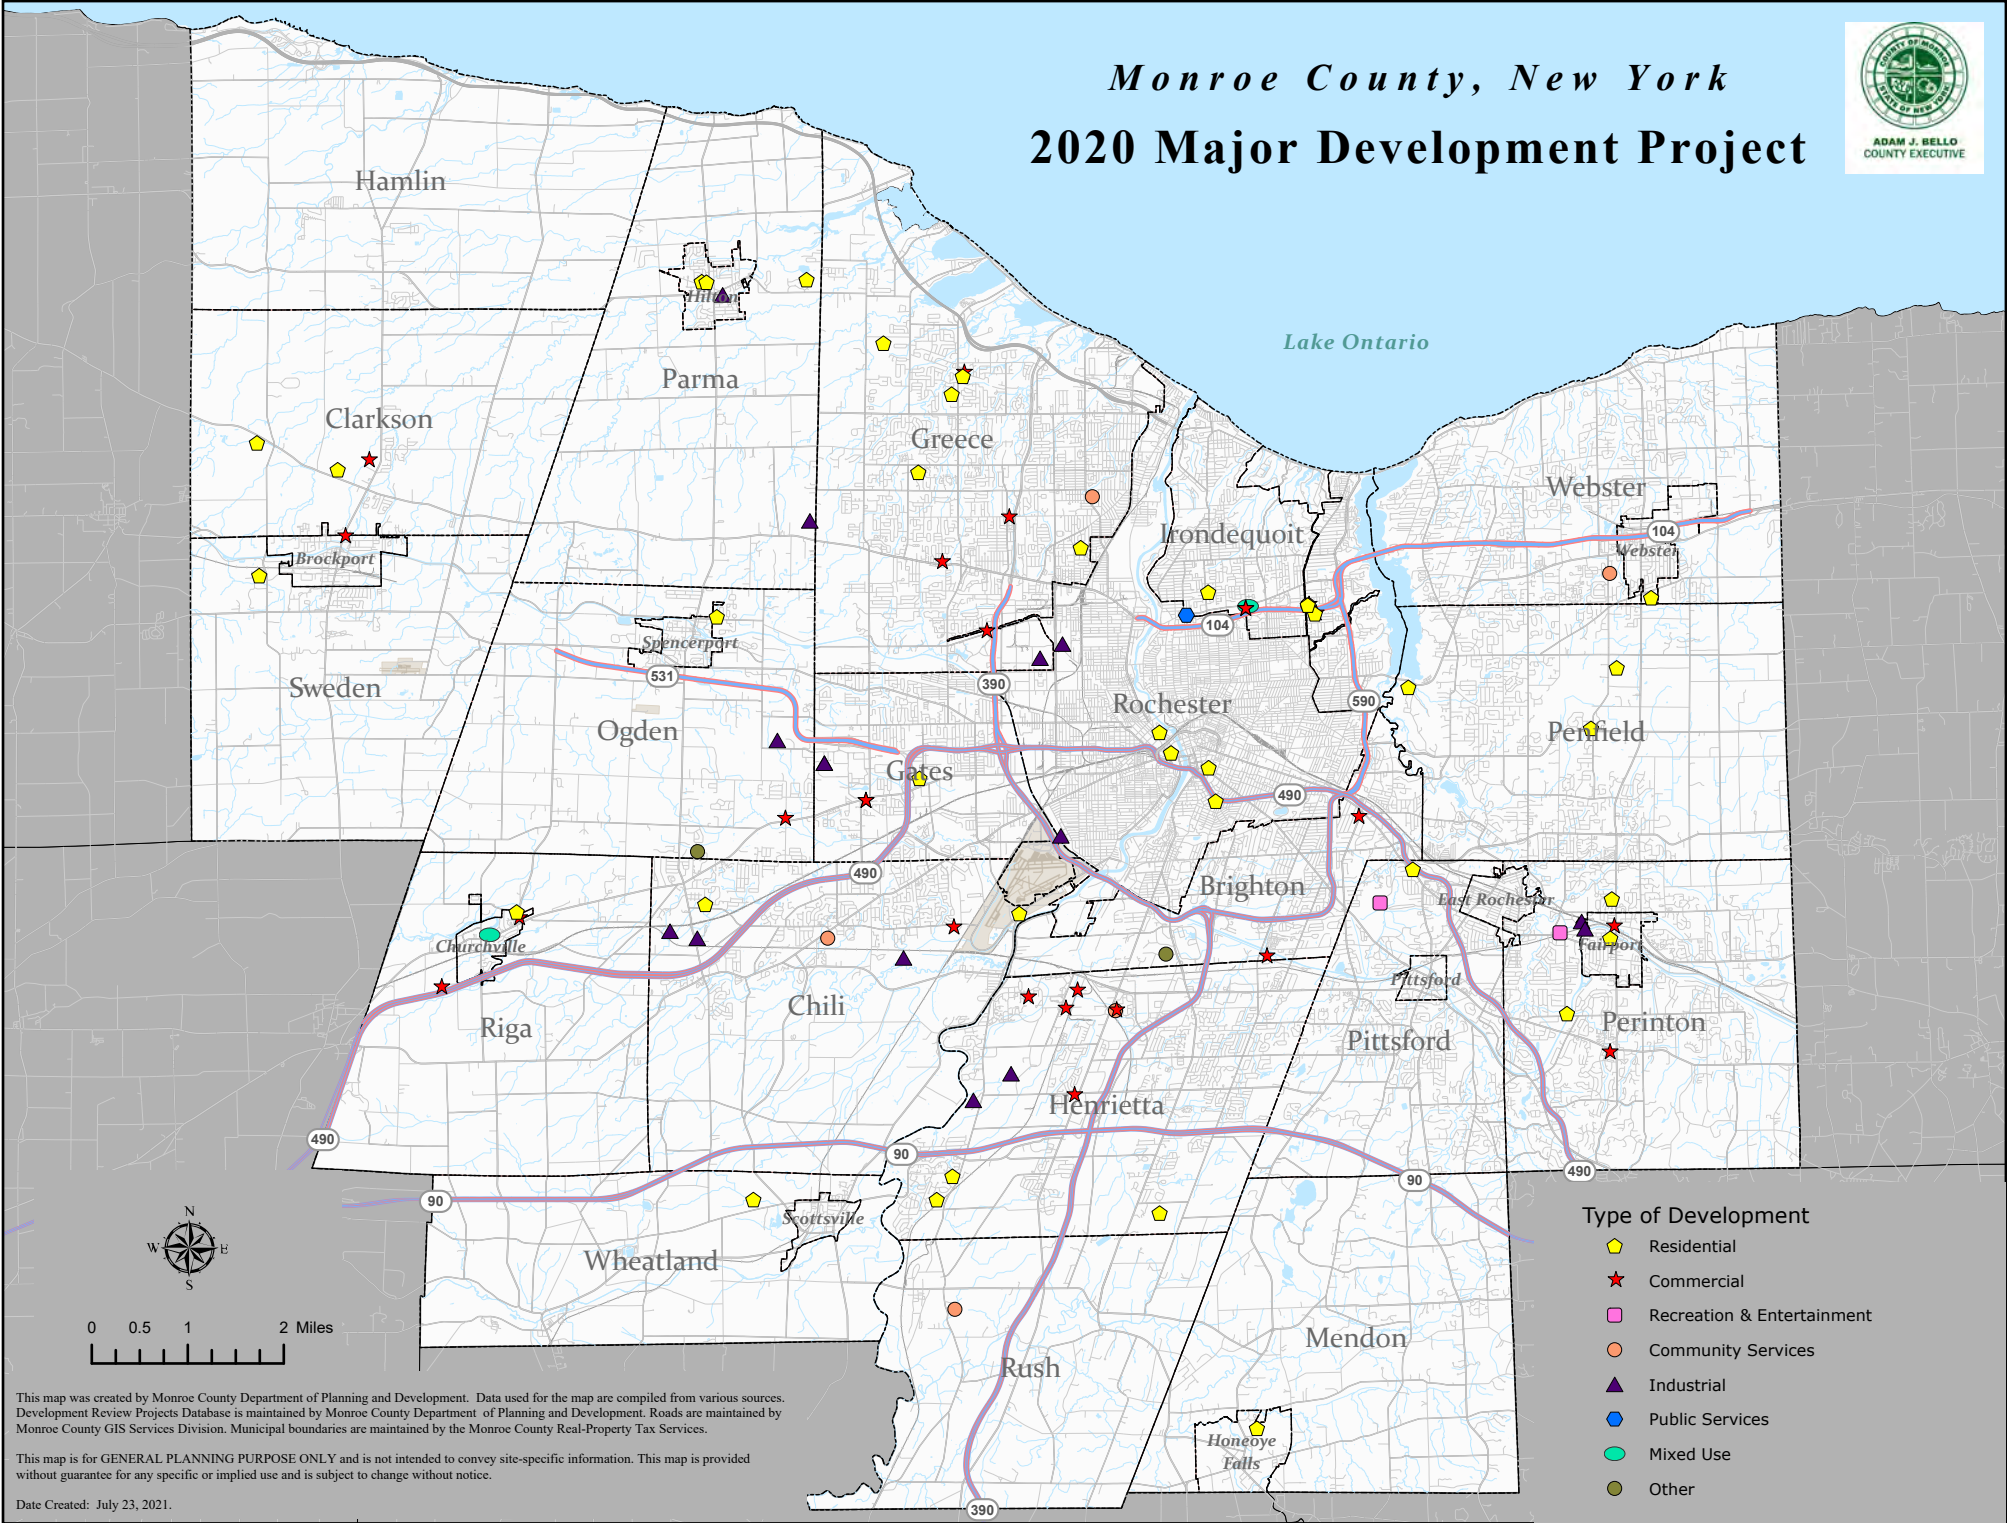 Monroe County, New York
2020 Major Development Project
COUNTY OF MONROE
STATE OF NEW YORK
ADAM J. BELLO
COUNTY EXECUTIVE
Hamlin
Hilton
Lake Ontario
Parma
Clarkson
Greece
Webster
Irondequoit
104
Webster
Brockport
104
Spencerport
531
390
Sweden
590
Rochester
Ogden
Penfield
Gates
490
490
Brighton
East Rochester
Churchville
Fairport
Pittsford
Chili
Riga
Perinton
Pittsford
Henrietta
490
90
490
90
90
Scottsville
Wheatland
Mendon
Rush
Honeoye
Falls
390
N
W E
S
0 0.5 1 2 Miles
Type of Development
Residential
Commercial
Recreation & Entertainment
Community Services
Industrial
Public Services
Mixed Use
Other
This map was created by Monroe County Department of Planning and Development. Data used for the map are compiled from various sources.
Development Review Projects Database is maintained by Monroe County Department of Planning and Development. Roads are maintained by
Monroe County GIS Services Division. Municipal boundaries are maintained by the Monroe County Real-Property Tax Services.
This map is for GENERAL PLANNING PURPOSE ONLY and is not intended to convey site-specific information. This map is provided
without guarantee for any specific or implied use and is subject to change without notice.
Date Created: July 23, 2021.